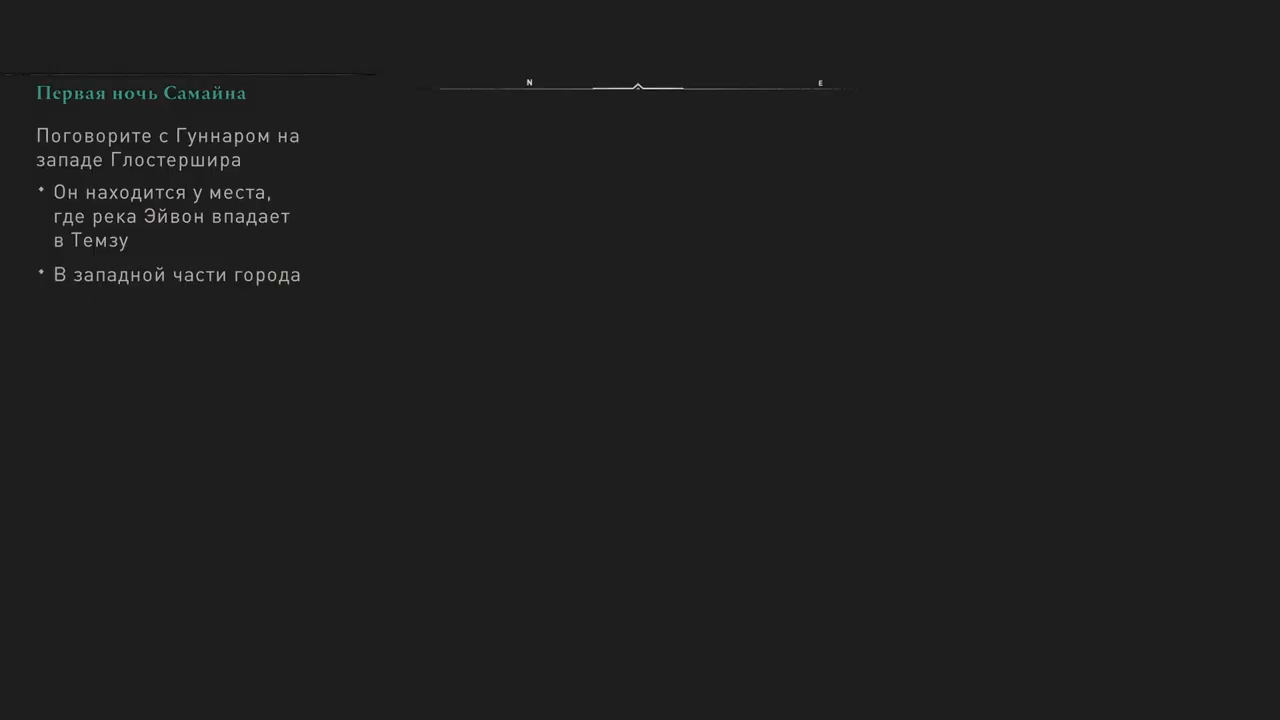 N
E
Первая ночь Самайна
Поговорите с Гуннаром на
западе Глостершира
Он находится у места,
где река Эйвон впадает
в Темзу
В западной части города